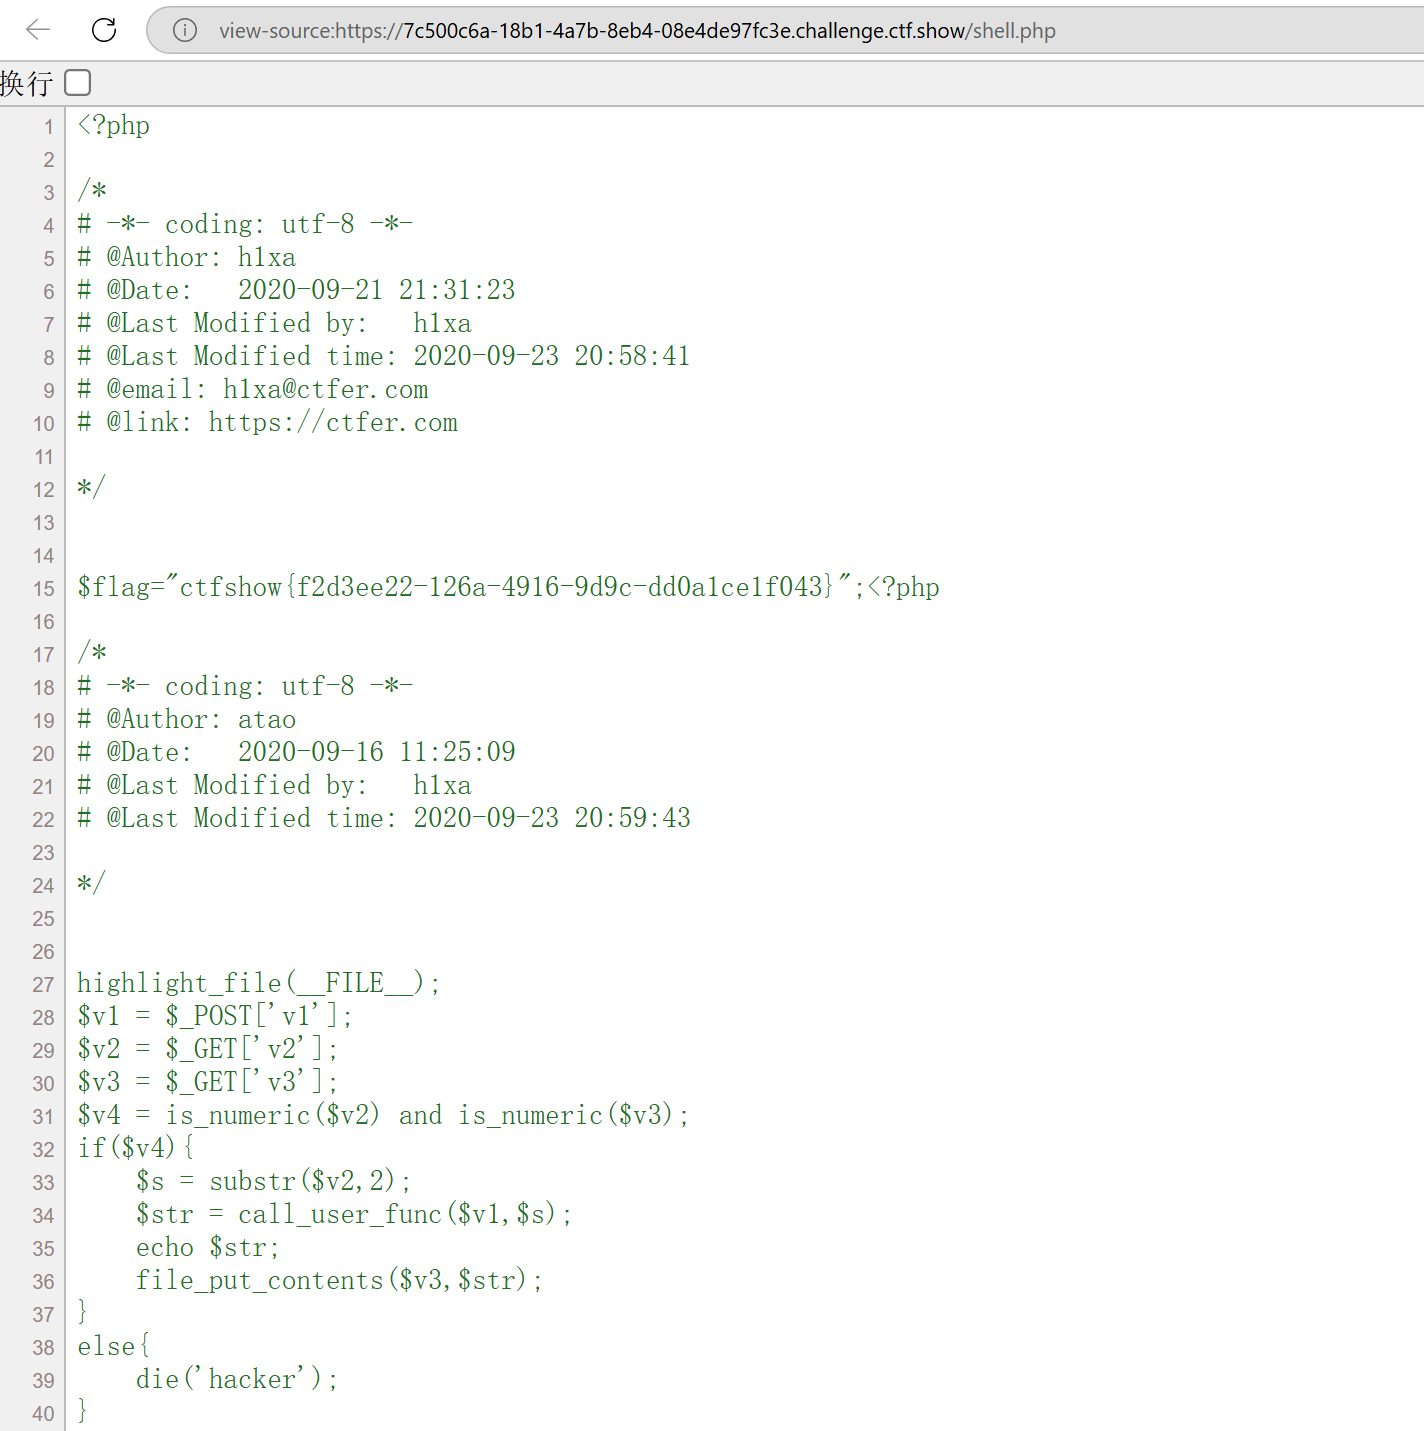 view-source:https://7c500c6a-18b1-4a7b-8eb4-08e4de97fc3e.challenge.ctf.show/shell.php
换行
1 <?php
2
3 /*
4 # -*- coding: utf-8 -*-
5 # @Author: h1xa
6 # @Date:   2020-09-21 21:31:23
7 # @Last Modified by:   h1xa
8 # @Last Modified time: 2020-09-23 20:58:41
9 # @email: h1xa@ctfer.com
10 # @link: https://ctfer.com
11
12 */
13
14
15 $flag="ctfshow{f2d3ee22-126a-4916-9d9c-dd0a1ce1f043}";<?php
16
17 /*
18 # -*- coding: utf-8 -*-
19 # @Author: atao
20 # @Date:   2020-09-16 11:25:09
21 # @Last Modified by:   h1xa
22 # @Last Modified time: 2020-09-23 20:59:43
23
24 */
25
26
27 highlight_file(__FILE__);
28 $v1 = $_POST['v1'];
29 $v2 = $_GET['v2'];
30 $v3 = $_GET['v3'];
31 $v4 = is_numeric($v2) and is_numeric($v3);
32 if($v4){
33     $s = substr($v2,2);
34     $str = call_user_func($v1,$s);
35     echo $str;
36     file_put_contents($v3,$str);
37 }
38 else{
39     die('hacker');
40 }